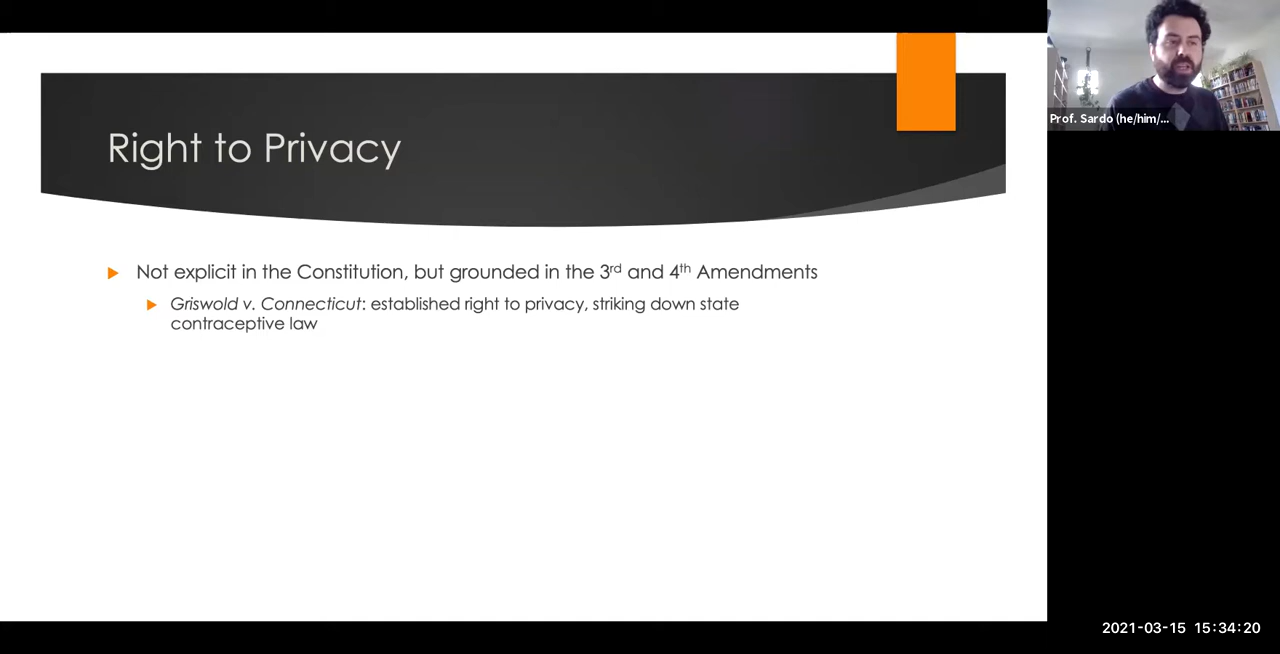 Right to Privacy
Not explicit in the Constitution, but grounded in the 3rd and 4th Amendments
Griswold v. Connecticut: established right to privacy, striking down state
contraceptive law
Prof. Sardo (he/him/...
2021-03-15 15:34:20